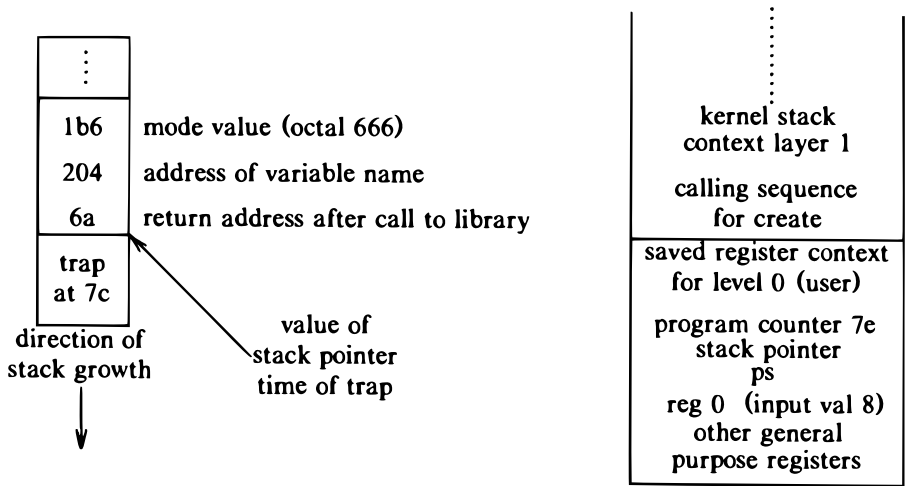 1b6 mode value (octal 666)
204 address of variable name
6a return address after call to library
trap
at 7c
direction of
stack growth
value of
stack pointer
time of trap
kernel stack
context layer 1
calling sequence
for create
saved register context
for level 0 (user)
program counter 7e
stack pointer
ps
reg 0 (input val 8)
other general
purpose registers